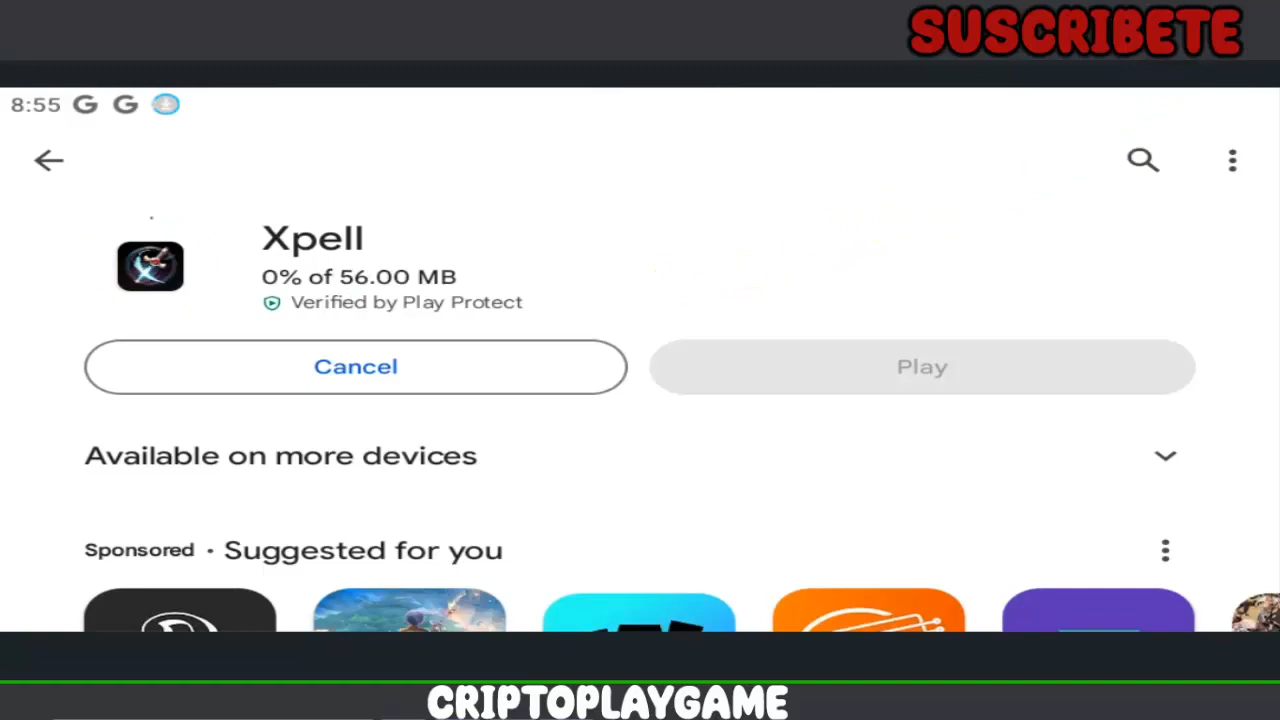 SUSCRIBETE
8:55 G G
Xpell
0% of 56.00 MB
Verified by Play Protect
Cancel
Play
Available on more devices
Sponsored • Suggested for you
CRIPTOPLAYGAME